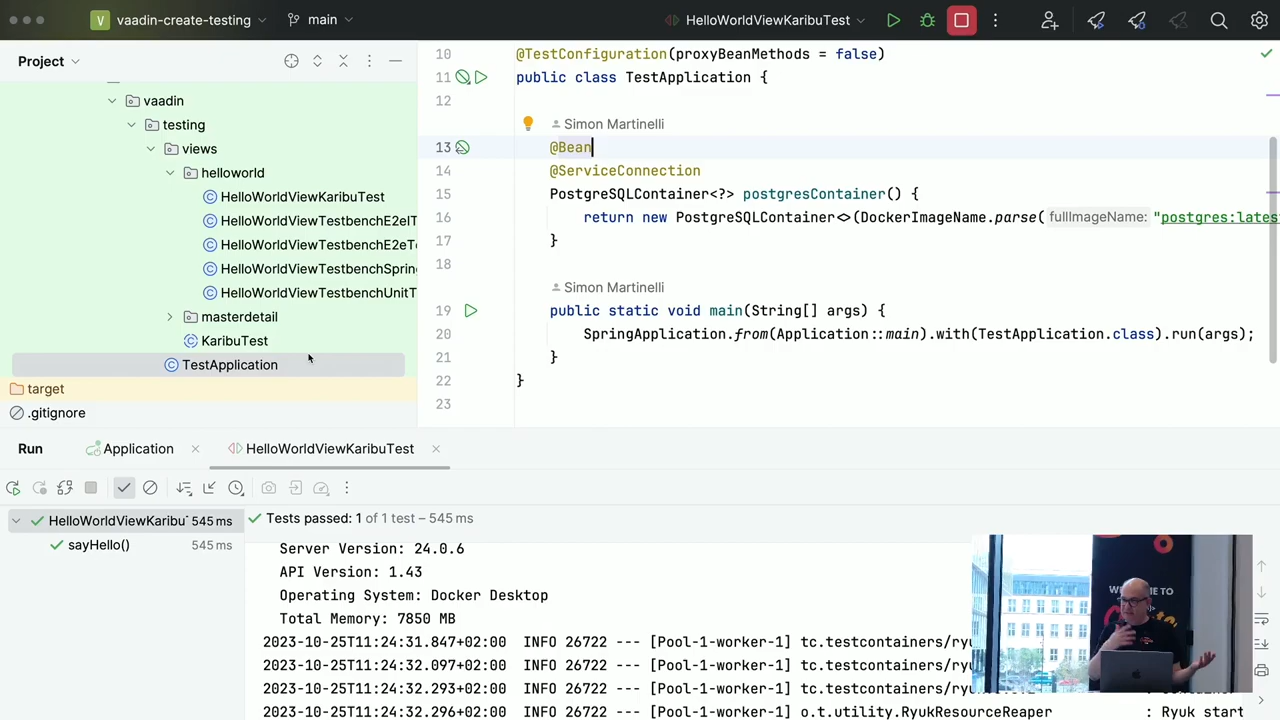 V vaadin-create-testing main HelloWorldViewKaribuTest
Project
vaadin
testing
views
helloworld
HelloWorldViewKaribuTest
HelloWorldViewTestbenchE2eIT
HelloWorldViewTestbenchE2eTe
HelloWorldViewTestbenchSpring
HelloWorldViewTestbenchUnitT
masterdetail
KaribuTest
TestApplication
target
.gitignore
10 @TestConfiguration(proxyBeanMethods = false)
11 public class TestApplication {
12
Simon Martinelli
13 @Bean
14 @ServiceConnection
15 PostgreSQLContainer<?> postgresContainer() {
16 return new PostgreSQLContainer<>(DockerImageName.parse( fullImageName: "postgres:lates
17 }
18
Simon Martinelli
19 public static void main(String[] args) {
20 SpringApplication.from(Application::main).with(TestApplication.class).run(args);
21 }
22 }
23
Run Application HelloWorldViewKaribuTest
HelloWorldViewKaribu 545 ms
sayHello() 545 ms
Tests passed: 1 of 1 test – 545 ms
Server Version: 24.0.6
API Version: 1.43
Operating System: Docker Desktop
Total Memory: 7850 MB
2023-10-25T11:24:31.847+02:00 INFO 26722 --- [Pool-1-worker-1] tc.testcontainers/ryu
2023-10-25T11:24:32.097+02:00 INFO 26722 --- [Pool-1-worker-1] tc.testcontainers/ryu
2023-10-25T11:24:32.293+02:00 INFO 26722 --- [Pool-1-worker-1]
2023-10-25T11:24:32.296+02:00 INFO 26722 --- [Pool-1-worker-1] o.t.utility.RyukResourceReaper : Ryuk start